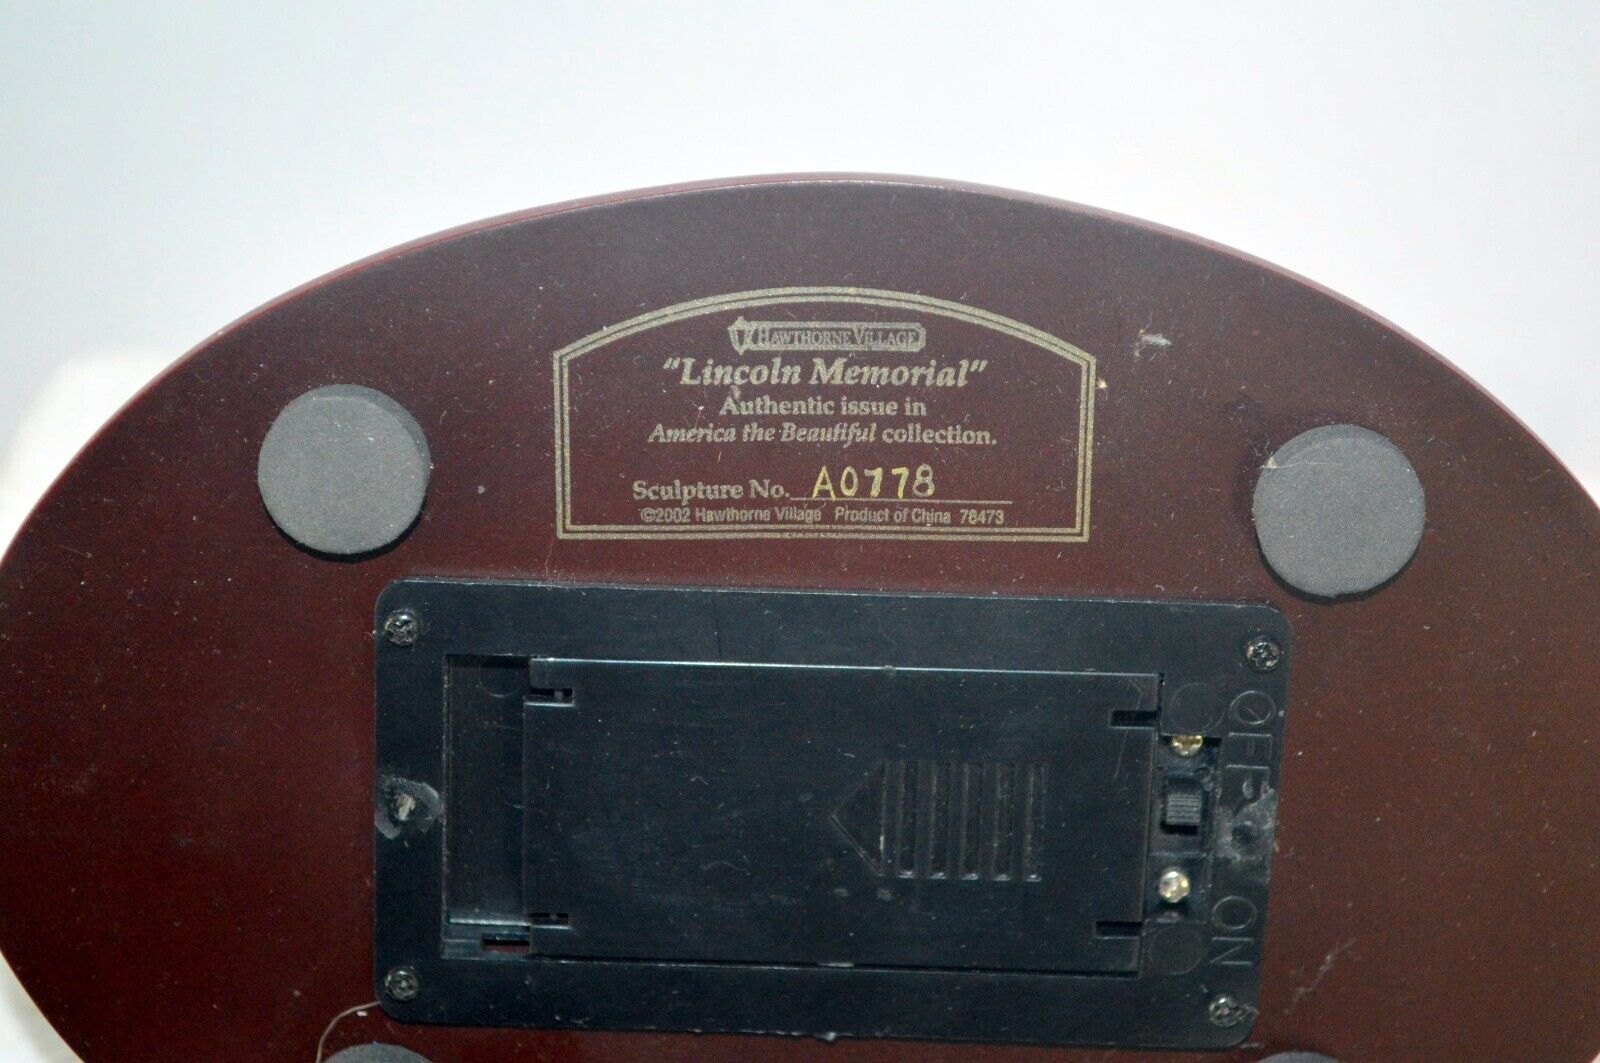 HAWTHORNE VILLAGE
"Lincoln Memorial"
Authentic issue in
America the Beautiful collection.
Sculpture No. A0778
©2002 Hawthorne Village Product of China 78473
OFF
ON